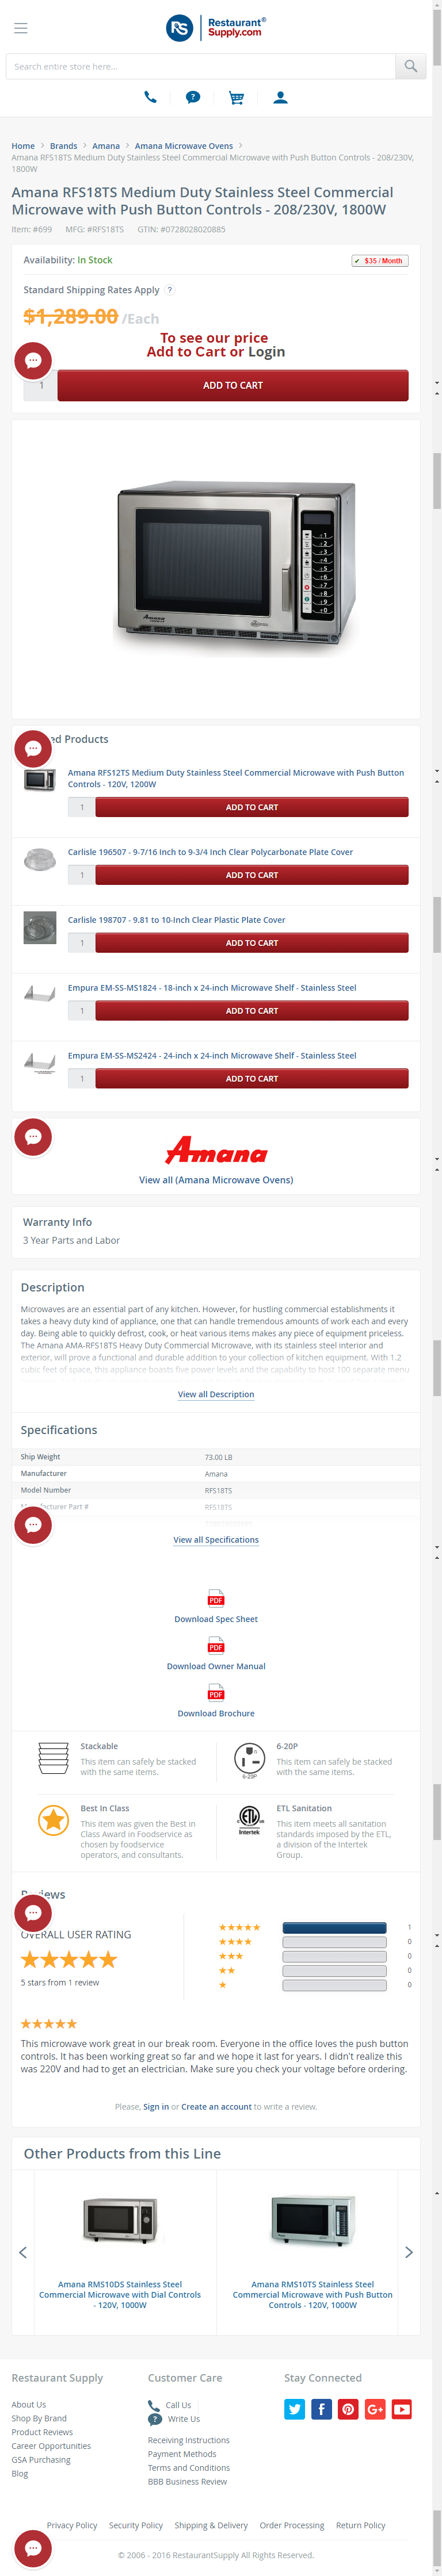 RS Restaurant Supply.com
Search entire store here...
Home > Brands > Amana > Amana Microwave Ovens >
Amana RFS18TS Medium Duty Stainless Steel Commercial Microwave with Push Button Controls - 208/230V,
1800W
Amana RFS18TS Medium Duty Stainless Steel Commercial
Microwave with Push Button Controls - 208/230V, 1800W
Item: #699 MFG: #RFS18TS GTIN: #0728028020885
Availability: In Stock
✔ $35 / Month
Standard Shipping Rates Apply ?
$1,289.00 /Each
To see our price
Add to Cart or Login
1 ADD TO CART
Amana
ed Products
Amana RFS12TS Medium Duty Stainless Steel Commercial Microwave with Push Button
Controls - 120V, 1200W
1 ADD TO CART
Carlisle 196507 - 9-7/16 Inch to 9-3/4 Inch Clear Polycarbonate Plate Cover
1 ADD TO CART
Carlisle 198707 - 9.81 to 10-Inch Clear Plastic Plate Cover
1 ADD TO CART
Empura EM-SS-MS1824 - 18-inch x 24-inch Microwave Shelf - Stainless Steel
1 ADD TO CART
Empura EM-SS-MS2424 - 24-inch x 24-inch Microwave Shelf - Stainless Steel
1 ADD TO CART
Amana
View all (Amana Microwave Ovens)
Warranty Info
3 Year Parts and Labor
Description
Microwaves are an essential part of any kitchen. However, for hustling commercial establishments it
takes a heavy duty kind of appliance, one that can handle tremendous amounts of work each and every
day. Being able to quickly defrost, cook, or heat various items makes any piece of equipment priceless.
The Amana AMA-RFS18TS Heavy Duty Commercial Microwave, with its stainless steel interior and
exterior, will prove a functional and durable addition to your collection of kitchen equipment. With 1.2
cubic feet of space, this appliance boasts five power levels and the capability to host 100 separate menu
View all Description
Specifications
Ship Weight 73.00 LB
Manufacturer Amana
Model Number RFS18TS
Manufacturer Part # RFS18TS
View all Specifications
PDF
Download Spec Sheet
PDF
Download Owner Manual
PDF
Download Brochure
Stackable
This item can safely be stacked
with the same items.
6-20P
6-20P
This item can safely be stacked
with the same items.
Best In Class
This item was given the Best in
Class Award in Foodservice as
chosen by foodservice
operators, and consultants.
ETL
Intertek
ETL Sanitation
This item meets all sanitation
standards imposed by the ETL,
a division of the Intertek
Group.
Reviews
OVERALL USER RATING
5 stars from 1 review
★★★★★ 1
★★★★ 0
★★★ 0
★★ 0
★ 0
★★★★★
This microwave work great in our break room. Everyone in the office loves the push button
controls. It has been working great so far and we hope it last for years. I didn't realize this
was 220V and had to get an electrician. Make sure you check your voltage before ordering.
Please, Sign in or Create an account to write a review.
Other Products from this Line
Amana RMS10DS Stainless Steel
Commercial Microwave with Dial Controls
- 120V, 1000W
Amana RMS10TS Stainless Steel
Commercial Microwave with Push Button
Controls - 120V, 1000W
Restaurant Supply
About Us
Shop By Brand
Product Reviews
Career Opportunities
GSA Purchasing
Blog
Customer Care
Call Us
Write Us
Receiving Instructions
Payment Methods
Terms and Conditions
BBB Business Review
Stay Connected
Privacy Policy Security Policy Shipping & Delivery Order Processing Return Policy
© 2006 - 2016 RestaurantSupply All Rights Reserved.